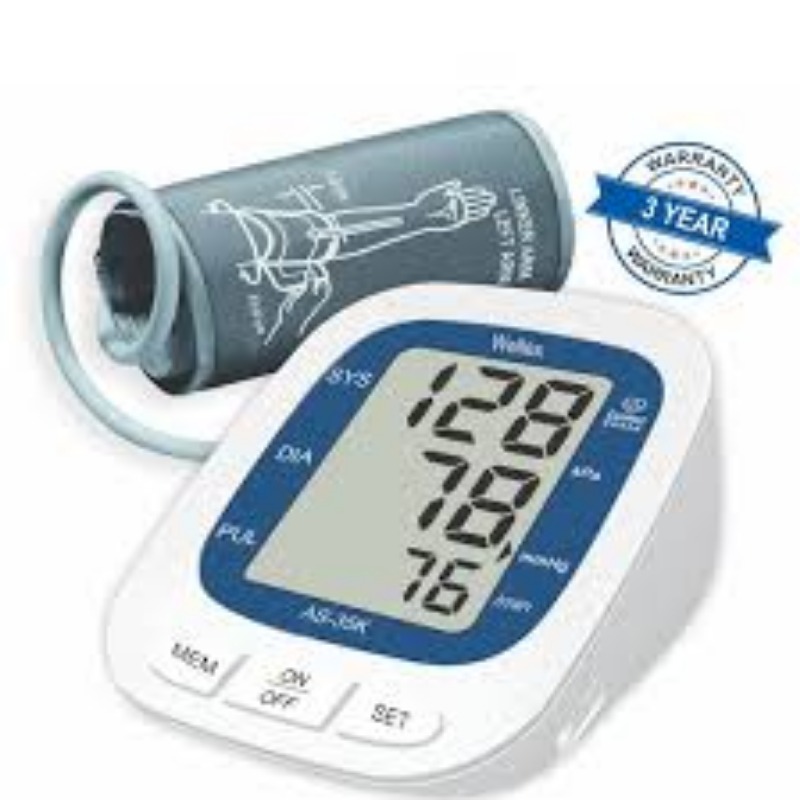 WARRANTY
3 YEAR
WARRANTY
SYS
128
DIA
78
kPa
mmHg
PUL
76
/min
AS-35K
MEM
ON
OFF
SET